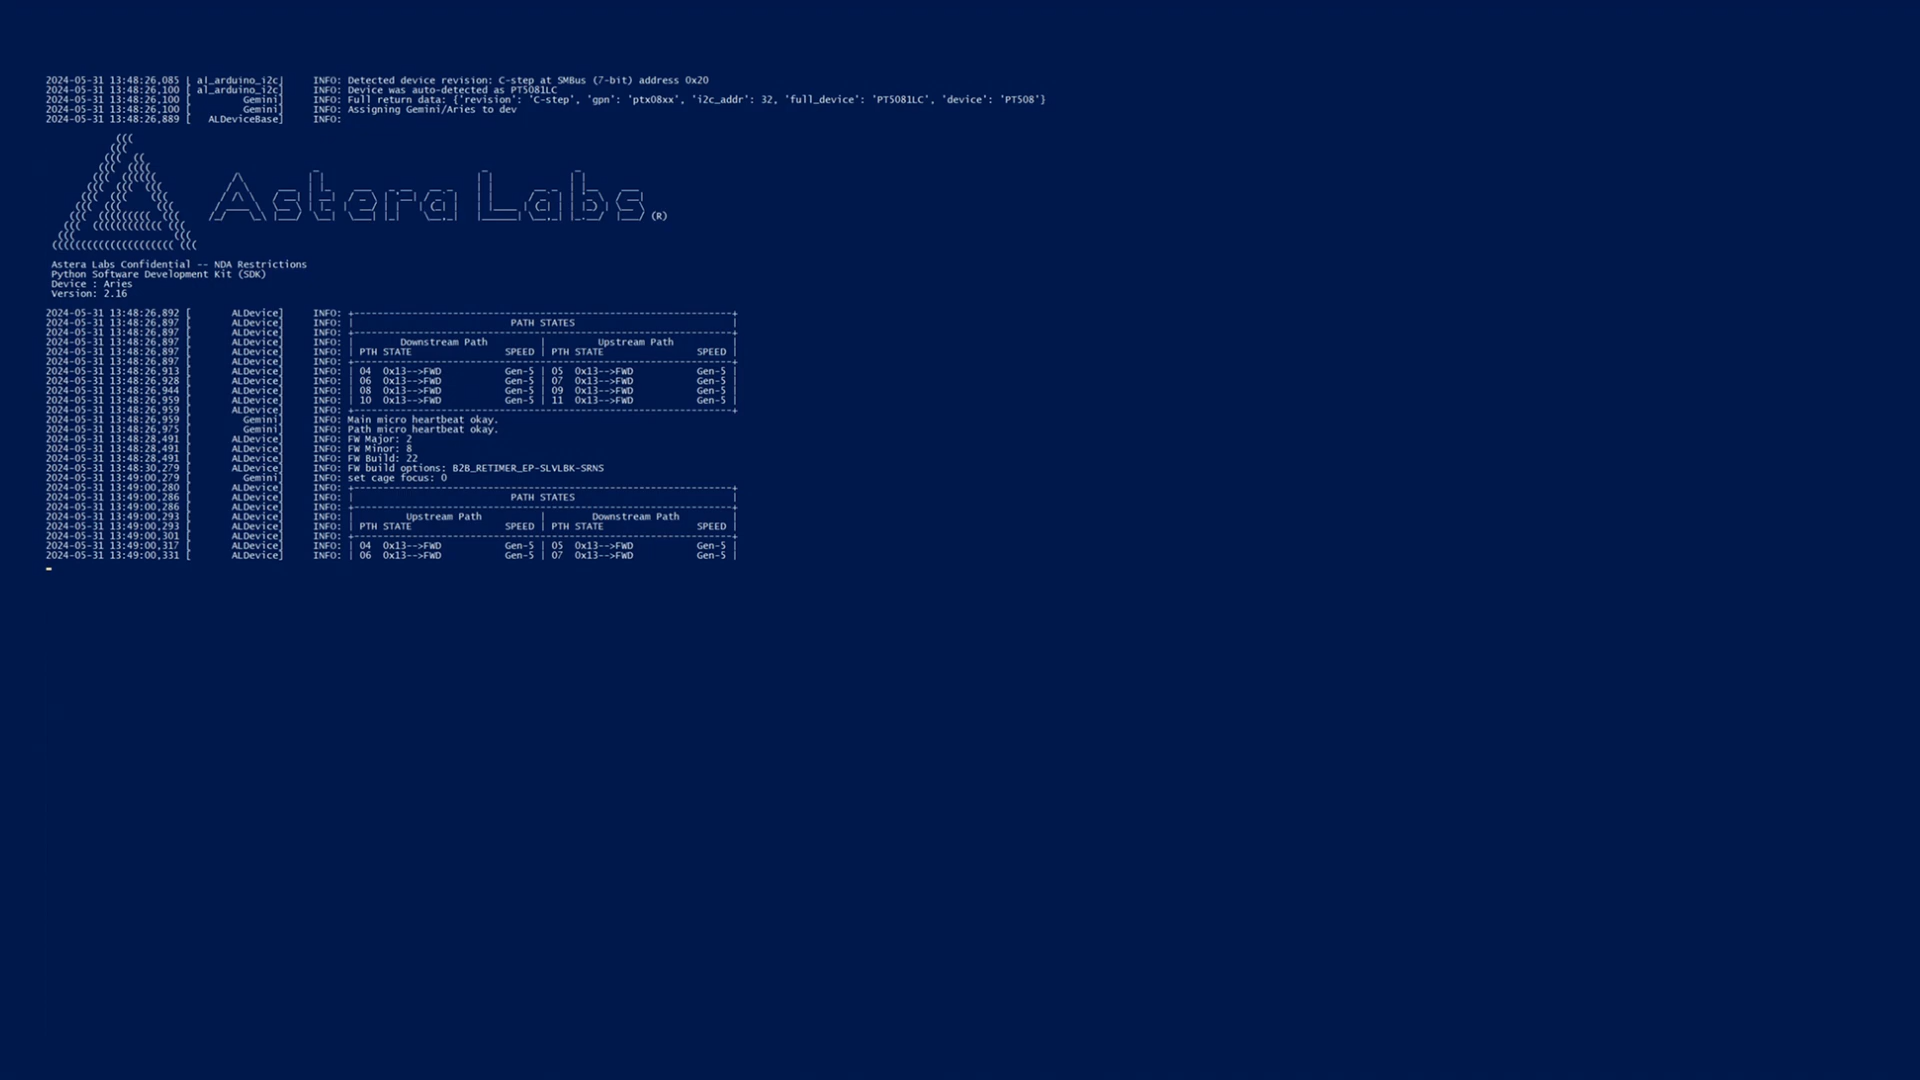 2024-05-31 13:48:26,085 [ al_arduino_i2c] INFO: Detected device revision: C-step at SMBus (7-bit) address 0x20
2024-05-31 13:48:26,100 [ al_arduino_i2c] INFO: Device was auto-detected as PT5081LC
2024-05-31 13:48:26,100 [ Gemini] INFO: Full return data: {'revision': 'C-step', 'gpn': 'ptx08xx', 'i2c_addr': 32, 'full_device': 'PT5081LC', 'device': 'PT508'}
2024-05-31 13:48:26,100 [ Gemini] INFO: Assigning Gemini/Aries to dev
2024-05-31 13:48:26,889 [ ALDeviceBase] INFO:
Astera Labs (R)
Astera Labs Confidential -- NDA Restrictions
Python Software Development Kit (SDK)
Device : Aries
Version: 2.16
2024-05-31 13:48:26,892 [ ALDevice] INFO: +------------------------------------------------------------------+
2024-05-31 13:48:26,897 [ ALDevice] INFO: | PATH STATES |
2024-05-31 13:48:26,897 [ ALDevice] INFO: +------------------------------------------------------------------+
2024-05-31 13:48:26,897 [ ALDevice] INFO: | Downstream Path | Upstream Path |
2024-05-31 13:48:26,897 [ ALDevice] INFO: | PTH STATE SPEED | PTH STATE SPEED |
2024-05-31 13:48:26,897 [ ALDevice] INFO: +------------------------------------------------------------------+
2024-05-31 13:48:26,913 [ ALDevice] INFO: | 04 0x13-->FWD Gen-5 | 05 0x13-->FWD Gen-5 |
2024-05-31 13:48:26,928 [ ALDevice] INFO: | 06 0x13-->FWD Gen-5 | 07 0x13-->FWD Gen-5 |
2024-05-31 13:48:26,944 [ ALDevice] INFO: | 08 0x13-->FWD Gen-5 | 09 0x13-->FWD Gen-5 |
2024-05-31 13:48:26,959 [ ALDevice] INFO: | 10 0x13-->FWD Gen-5 | 11 0x13-->FWD Gen-5 |
2024-05-31 13:48:26,959 [ ALDevice] INFO: +------------------------------------------------------------------+
2024-05-31 13:48:26,959 [ Gemini] INFO: Main micro heartbeat okay.
2024-05-31 13:48:26,975 [ Gemini] INFO: Path micro heartbeat okay.
2024-05-31 13:48:28,491 [ ALDevice] INFO: FW Major: 2
2024-05-31 13:48:28,491 [ ALDevice] INFO: FW Minor: 8
2024-05-31 13:48:28,491 [ ALDevice] INFO: FW Build: 22
2024-05-31 13:48:30,279 [ ALDevice] INFO: FW build options: B2B_RETIMER_EP-SLVLBK-SRNS
2024-05-31 13:49:00,279 [ Gemini] INFO: set cage focus: 0
2024-05-31 13:49:00,280 [ ALDevice] INFO: +------------------------------------------------------------------+
2024-05-31 13:49:00,286 [ ALDevice] INFO: | PATH STATES |
2024-05-31 13:49:00,286 [ ALDevice] INFO: +------------------------------------------------------------------+
2024-05-31 13:49:00,293 [ ALDevice] INFO: | Upstream Path | Downstream Path |
2024-05-31 13:49:00,293 [ ALDevice] INFO: | PTH STATE SPEED | PTH STATE SPEED |
2024-05-31 13:49:00,301 [ ALDevice] INFO: +------------------------------------------------------------------+
2024-05-31 13:49:00,317 [ ALDevice] INFO: | 04 0x13-->FWD Gen-5 | 05 0x13-->FWD Gen-5 |
2024-05-31 13:49:00,331 [ ALDevice] INFO: | 06 0x13-->FWD Gen-5 | 07 0x13-->FWD Gen-5 |